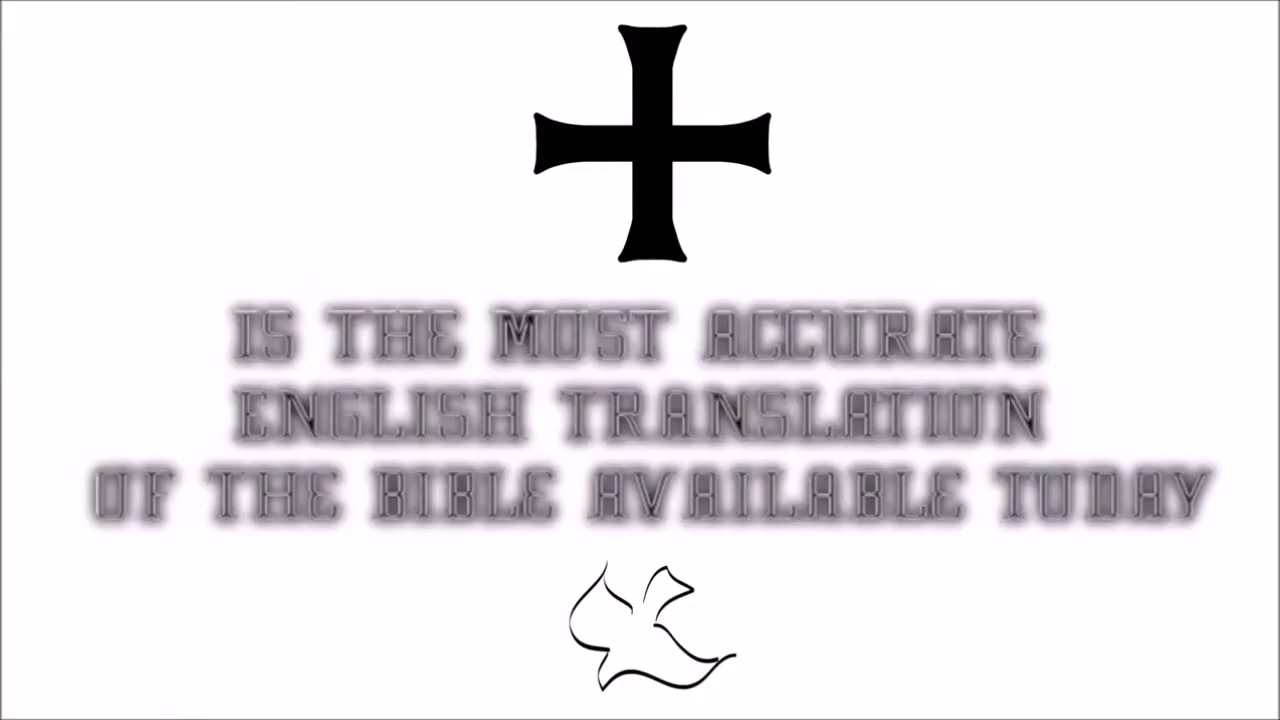 IS THE MOST ACCURATE
ENGLISH TRANSLATION
OF THE BIBLE AVAILABLE TODAY